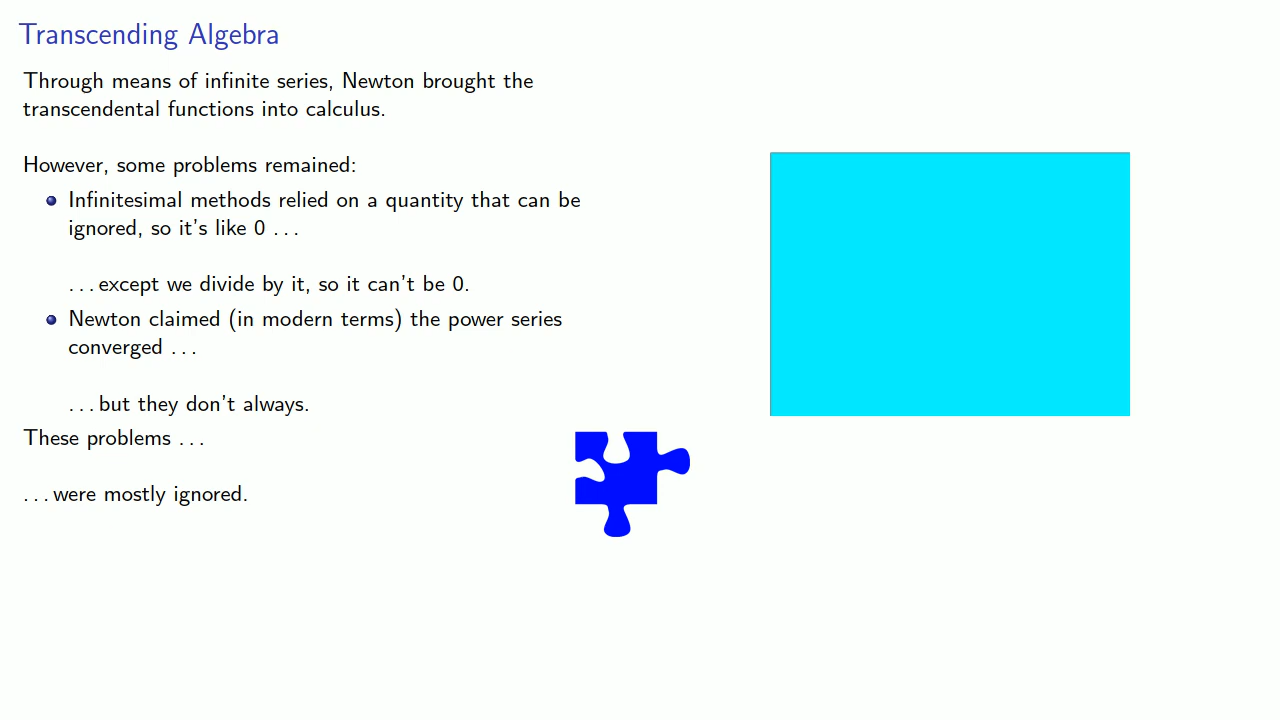 Transcending Algebra
Through means of infinite series, Newton brought the
transcendental functions into calculus.
However, some problems remained:
Infinitesimal methods relied on a quantity that can be
ignored, so it's like 0 . . .
. . . except we divide by it, so it can't be 0.
Newton claimed (in modern terms) the power series
converged . . .
. . . but they don't always.
These problems . . .
. . . were mostly ignored.